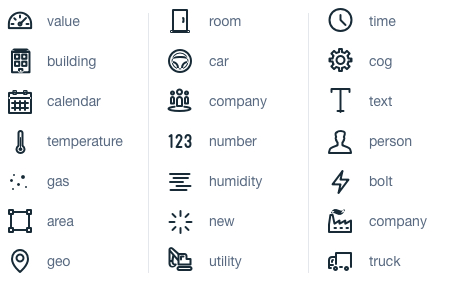 value
building
calendar
temperature
gas
area
geo
room
car
company
123 number
humidity
new
utility
time
cog
T text
person
bolt
company
truck